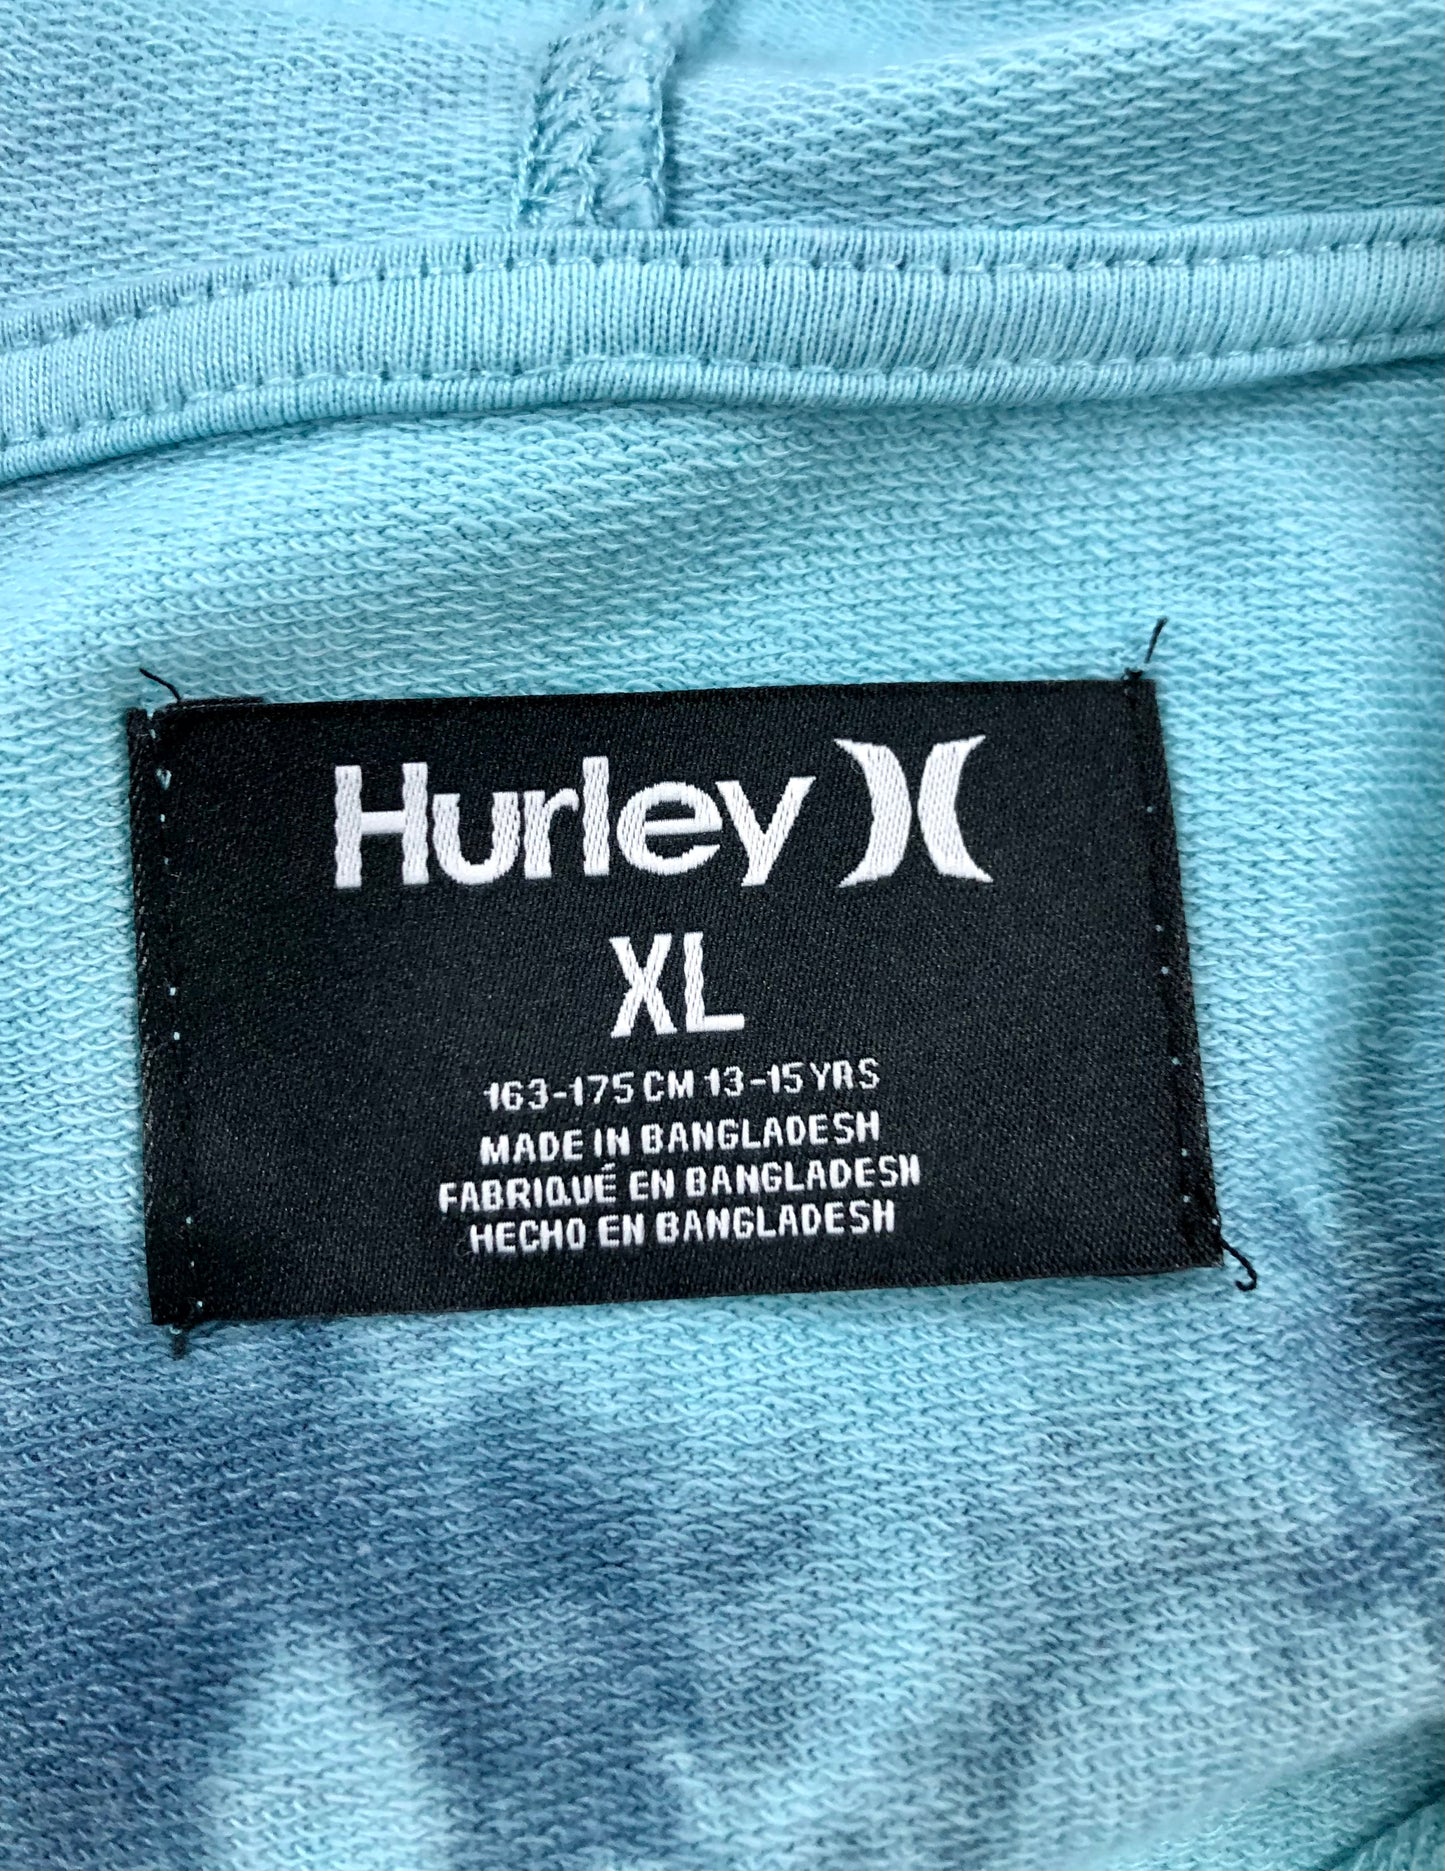 Hurley
XL
163-175 CM 13-15 YRS
MADE IN BANGLADESH
FABRIQUÉ EN BANGLADESH
HECHO EN BANGLADESH